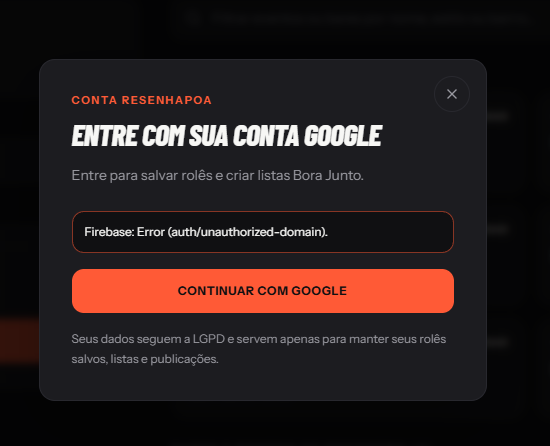 CONTA RESENHAPOA
ENTRE COM SUA CONTA GOOGLE
Entre para salvar rolês e criar listas Bora Junto.
Firebase: Error (auth/unauthorized-domain).
CONTINUAR COM GOOGLE
Seus dados seguem a LGPD e servem apenas para manter seus rolês
salvos, listas e publicações.